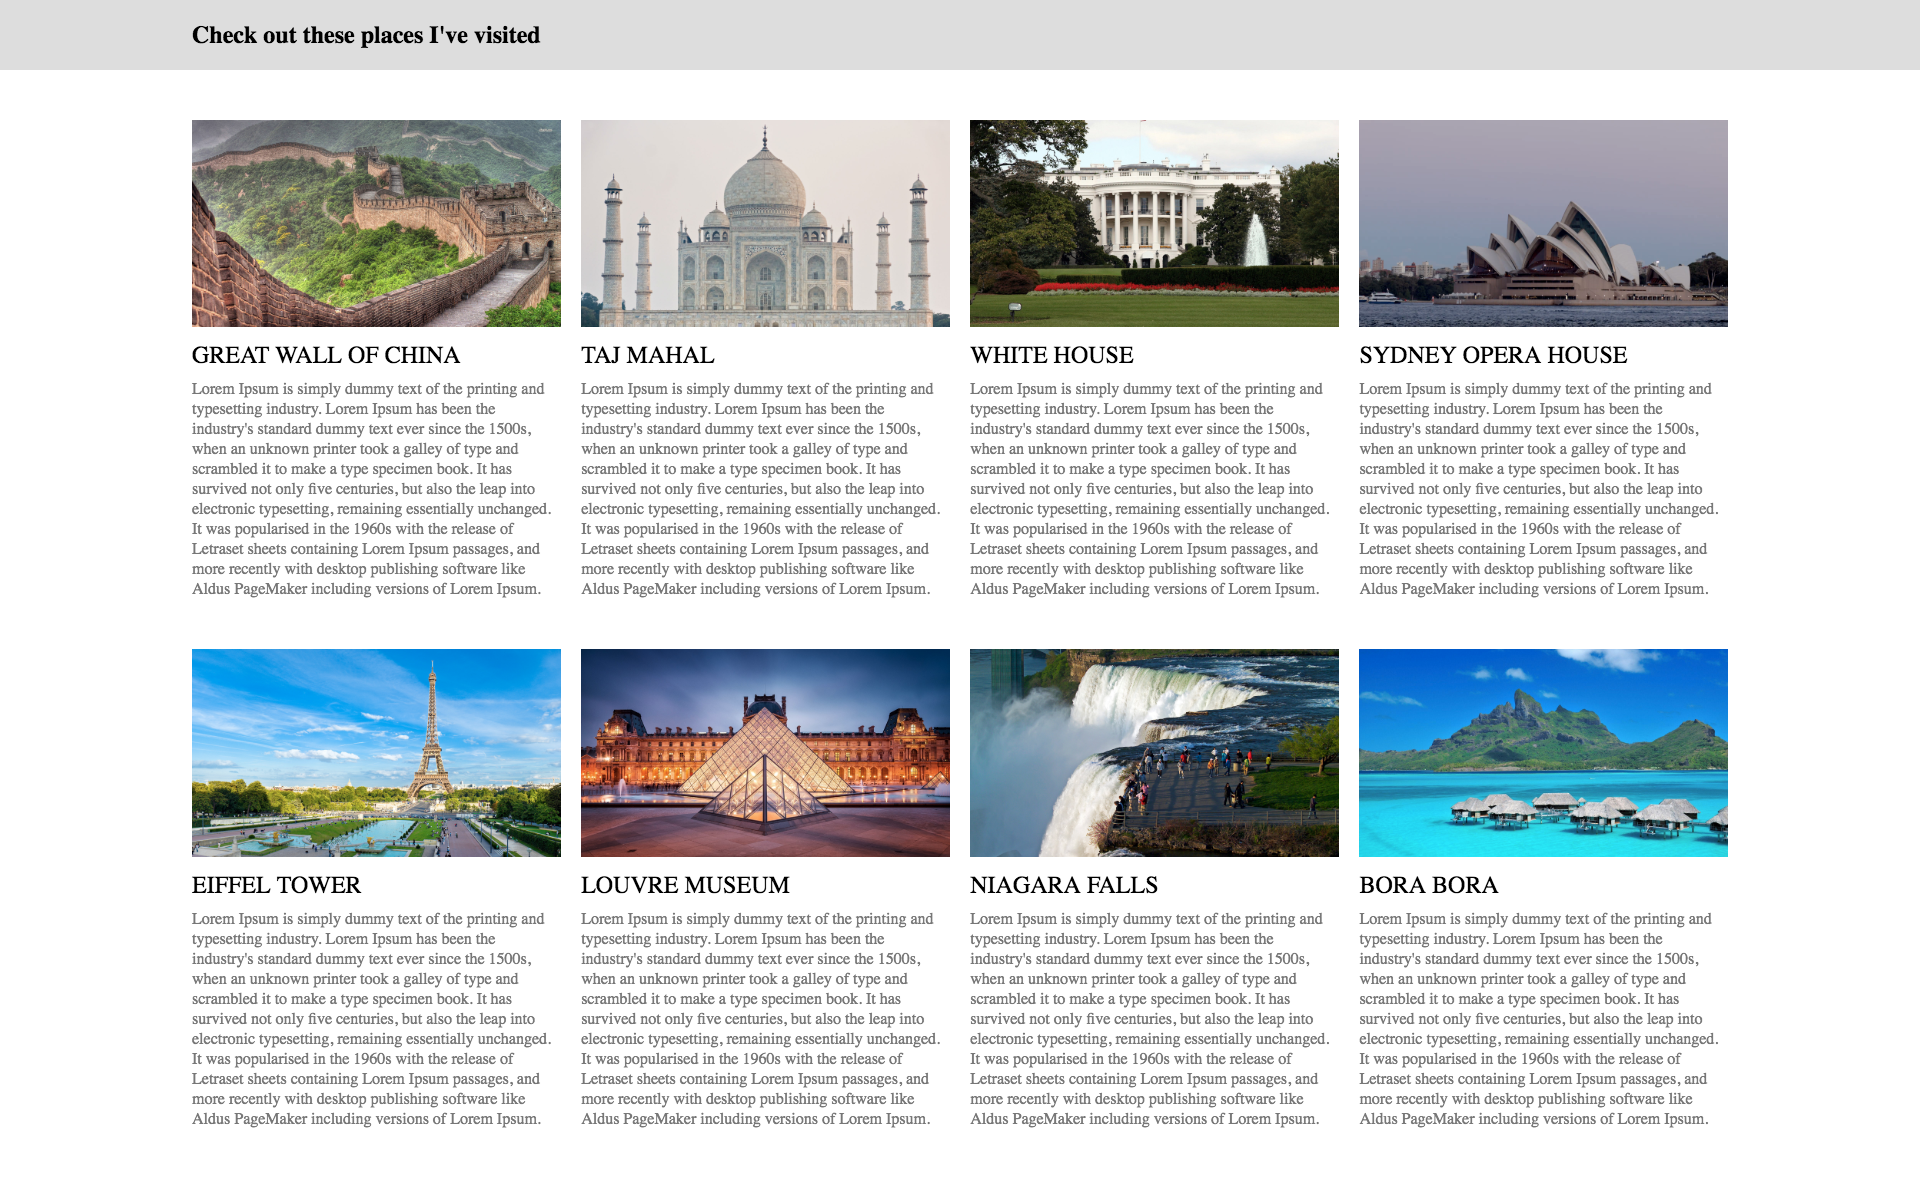 Check out these places I've visited
GREAT WALL OF CHINA
Lorem Ipsum is simply dummy text of the printing and
typesetting industry. Lorem Ipsum has been the
industry's standard dummy text ever since the 1500s,
when an unknown printer took a galley of type and
scrambled it to make a type specimen book. It has
survived not only five centuries, but also the leap into
electronic typesetting, remaining essentially unchanged.
It was popularised in the 1960s with the release of
Letraset sheets containing Lorem Ipsum passages, and
more recently with desktop publishing software like
Aldus PageMaker including versions of Lorem Ipsum.
TAJ MAHAL
Lorem Ipsum is simply dummy text of the printing and
typesetting industry. Lorem Ipsum has been the
industry's standard dummy text ever since the 1500s,
when an unknown printer took a galley of type and
scrambled it to make a type specimen book. It has
survived not only five centuries, but also the leap into
electronic typesetting, remaining essentially unchanged.
It was popularised in the 1960s with the release of
Letraset sheets containing Lorem Ipsum passages, and
more recently with desktop publishing software like
Aldus PageMaker including versions of Lorem Ipsum.
WHITE HOUSE
Lorem Ipsum is simply dummy text of the printing and
typesetting industry. Lorem Ipsum has been the
industry's standard dummy text ever since the 1500s,
when an unknown printer took a galley of type and
scrambled it to make a type specimen book. It has
survived not only five centuries, but also the leap into
electronic typesetting, remaining essentially unchanged.
It was popularised in the 1960s with the release of
Letraset sheets containing Lorem Ipsum passages, and
more recently with desktop publishing software like
Aldus PageMaker including versions of Lorem Ipsum.
SYDNEY OPERA HOUSE
Lorem Ipsum is simply dummy text of the printing and
typesetting industry. Lorem Ipsum has been the
industry's standard dummy text ever since the 1500s,
when an unknown printer took a galley of type and
scrambled it to make a type specimen book. It has
survived not only five centuries, but also the leap into
electronic typesetting, remaining essentially unchanged.
It was popularised in the 1960s with the release of
Letraset sheets containing Lorem Ipsum passages, and
more recently with desktop publishing software like
Aldus PageMaker including versions of Lorem Ipsum.
EIFFEL TOWER
Lorem Ipsum is simply dummy text of the printing and
typesetting industry. Lorem Ipsum has been the
industry's standard dummy text ever since the 1500s,
when an unknown printer took a galley of type and
scrambled it to make a type specimen book. It has
survived not only five centuries, but also the leap into
electronic typesetting, remaining essentially unchanged.
It was popularised in the 1960s with the release of
Letraset sheets containing Lorem Ipsum passages, and
more recently with desktop publishing software like
Aldus PageMaker including versions of Lorem Ipsum.
LOUVRE MUSEUM
Lorem Ipsum is simply dummy text of the printing and
typesetting industry. Lorem Ipsum has been the
industry's standard dummy text ever since the 1500s,
when an unknown printer took a galley of type and
scrambled it to make a type specimen book. It has
survived not only five centuries, but also the leap into
electronic typesetting, remaining essentially unchanged.
It was popularised in the 1960s with the release of
Letraset sheets containing Lorem Ipsum passages, and
more recently with desktop publishing software like
Aldus PageMaker including versions of Lorem Ipsum.
NIAGARA FALLS
Lorem Ipsum is simply dummy text of the printing and
typesetting industry. Lorem Ipsum has been the
industry's standard dummy text ever since the 1500s,
when an unknown printer took a galley of type and
scrambled it to make a type specimen book. It has
survived not only five centuries, but also the leap into
electronic typesetting, remaining essentially unchanged.
It was popularised in the 1960s with the release of
Letraset sheets containing Lorem Ipsum passages, and
more recently with desktop publishing software like
Aldus PageMaker including versions of Lorem Ipsum.
BORA BORA
Lorem Ipsum is simply dummy text of the printing and
typesetting industry. Lorem Ipsum has been the
industry's standard dummy text ever since the 1500s,
when an unknown printer took a galley of type and
scrambled it to make a type specimen book. It has
survived not only five centuries, but also the leap into
electronic typesetting, remaining essentially unchanged.
It was popularised in the 1960s with the release of
Letraset sheets containing Lorem Ipsum passages, and
more recently with desktop publishing software like
Aldus PageMaker including versions of Lorem Ipsum.